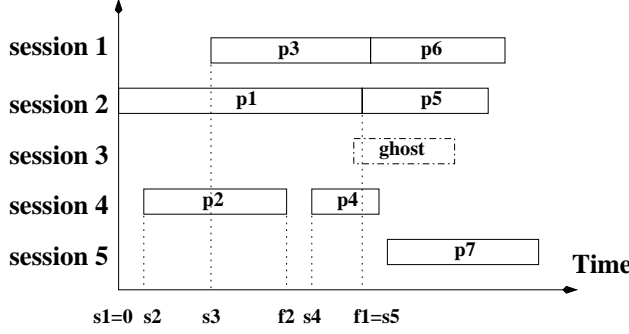 session 1 p3 p6
session 2 p1 p5
session 3 ghost
session 4 p2 p4
session 5 p7
Time
s1=0 s2 s3 f2 s4 f1=s5